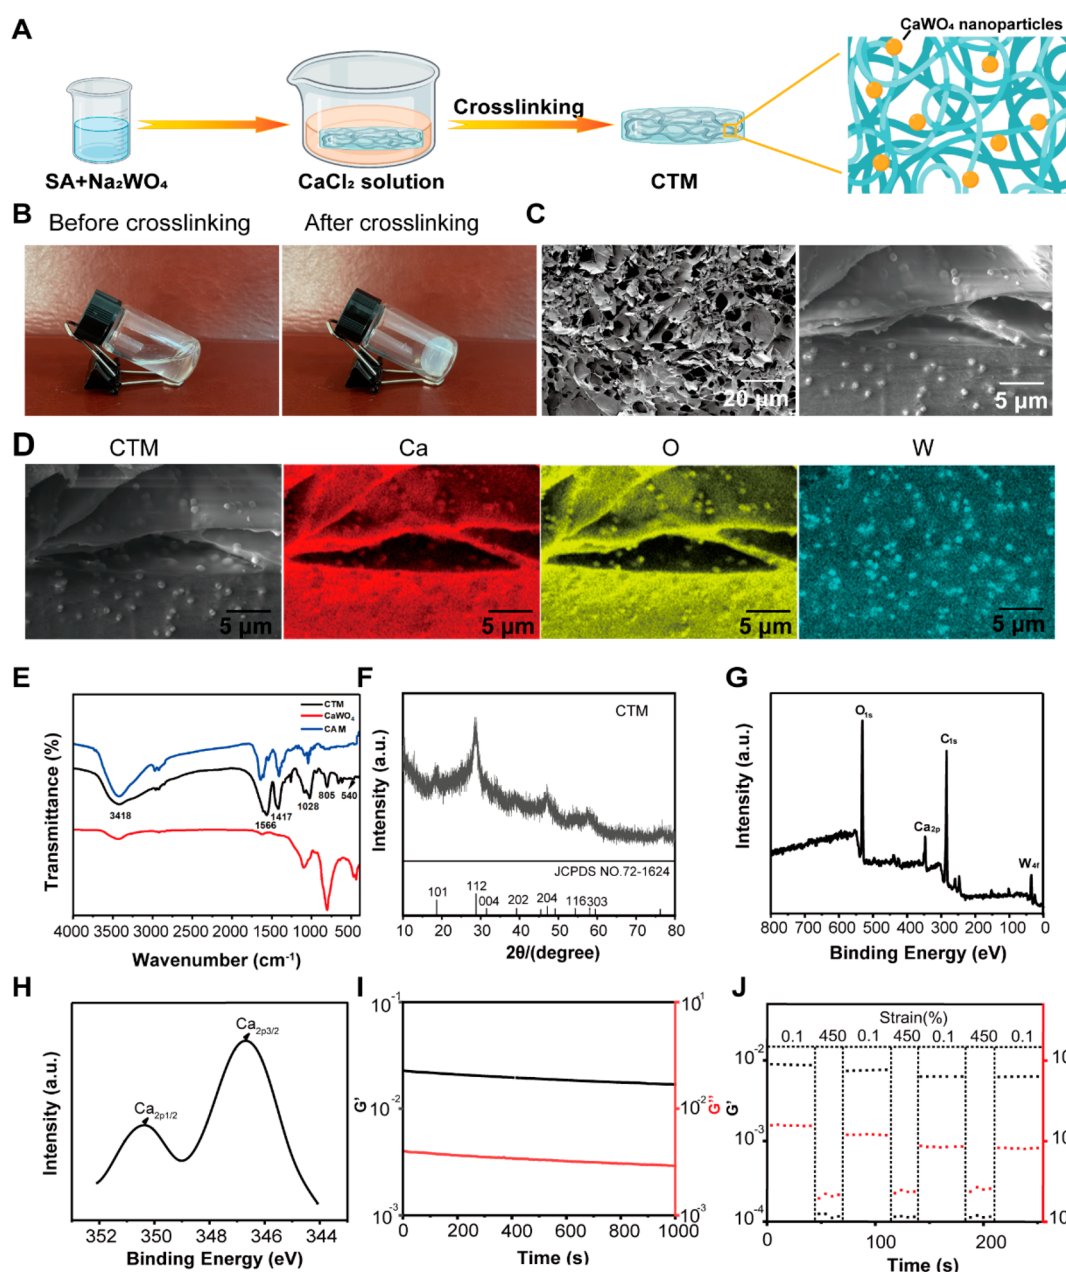 A
CaWO₄ nanoparticles
Crosslinking
SA+Na₂WO₄
CaCl₂ solution
CTM
B
Before crosslinking
After crosslinking
C
20 μm
5 μm
D
CTM
Ca
O
W
5 μm
5 μm
5 μm
5 μm
E
CTM
CaWO₄
CAM
3418
1566
1417
1028
805
540
Transmittance (%)
4000 3500 3000 2500 2000 1500 1000 500
Wavenumber (cm⁻¹)
F
CTM
Intensity (a.u.)
JCPDS NO.72-1624
101
112
004
202
204
116
303
10 20 30 40 50 60 70 80
2θ/(degree)
G
O₁ₛ
C₁ₛ
Ca₂ₚ
W₄f
Intensity (a.u.)
800 700 600 500 400 300 200 100 0
Binding Energy (eV)
H
Ca₂ₚ₃/₂
Ca₂ₚ₁/₂
Intensity (a.u.)
352 350 348 346 344
Binding Energy (eV)
I
10⁻¹
10⁻²
10⁻³
G'
10¹
10⁻²
10⁻³
G''
0 200 400 600 800 1000
Time (s)
J
Strain(%)
0.1 450 0.1 450 0.1 450 0.1
10⁻²
10⁻³
10⁻⁴
G'
10
10
10
0 100 200
Time (s)